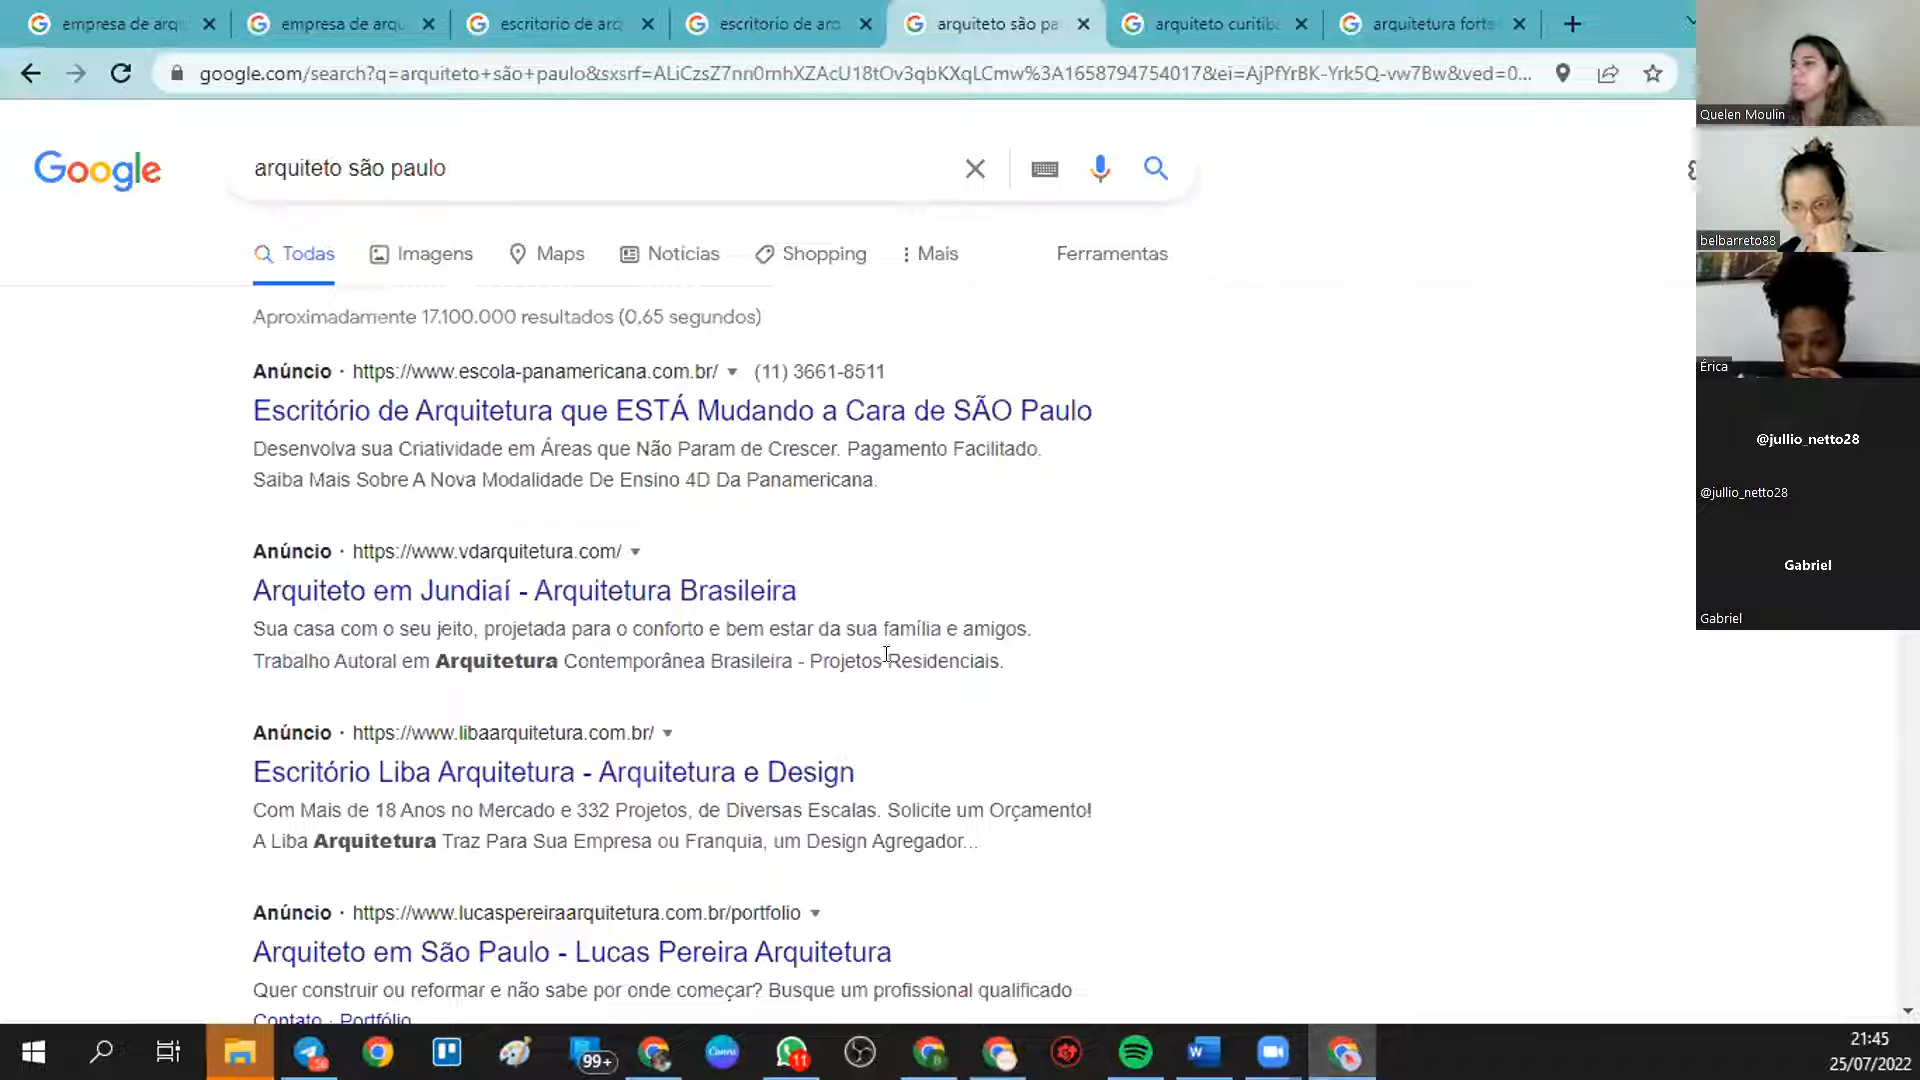 empresa de arq
empresa de arqu
escritorio de arq
escritorio de aro
arquiteto são pa
arquiteto curitib
arquitetura forte
google.com/search?q=arquiteto+são+paulo&sxsrf=ALiCzsZ7nn0rnhXZAcU18tOv3qbKXqLCmw%3A1658794754017&ei=AjPfYrBK-Yrk5Q-vw7Bw&ved=0...
Google
arquiteto são paulo
Todas
Imagens
Maps
Notícias
Shopping
Mais
Ferramentas
Aproximadamente 17.100.000 resultados (0,65 segundos)
Anúncio · https://www.escola-panamericana.com.br/ (11) 3661-8511
Escritório de Arquitetura que ESTÁ Mudando a Cara de SÃO Paulo
Desenvolva sua Criatividade em Áreas que Não Param de Crescer. Pagamento Facilitado.
Saiba Mais Sobre A Nova Modalidade De Ensino 4D Da Panamericana.
Anúncio · https://www.vdarquitetura.com/
Arquiteto em Jundiaí - Arquitetura Brasileira
Sua casa com o seu jeito, projetada para o conforto e bem estar da sua família e amigos.
Trabalho Autoral em Arquitetura Contemporânea Brasileira - Projetos Residenciais.
Anúncio · https://www.libaarquitetura.com.br/
Escritório Liba Arquitetura - Arquitetura e Design
Com Mais de 18 Anos no Mercado e 332 Projetos, de Diversas Escalas. Solicite um Orçamento!
A Liba Arquitetura Traz Para Sua Empresa ou Franquia, um Design Agregador...
Anúncio · https://www.lucaspereiraarquitetura.com.br/portfolio
Arquiteto em São Paulo - Lucas Pereira Arquitetura
Quer construir ou reformar e não sabe por onde começar? Busque um profissional qualificado
Contato · Portfólio
Quelen Moulin
belbarreto88
Érica
@jullio_netto28
@jullio_netto28
Gabriel
Gabriel
99+
Canva
11
21:45
25/07/2022